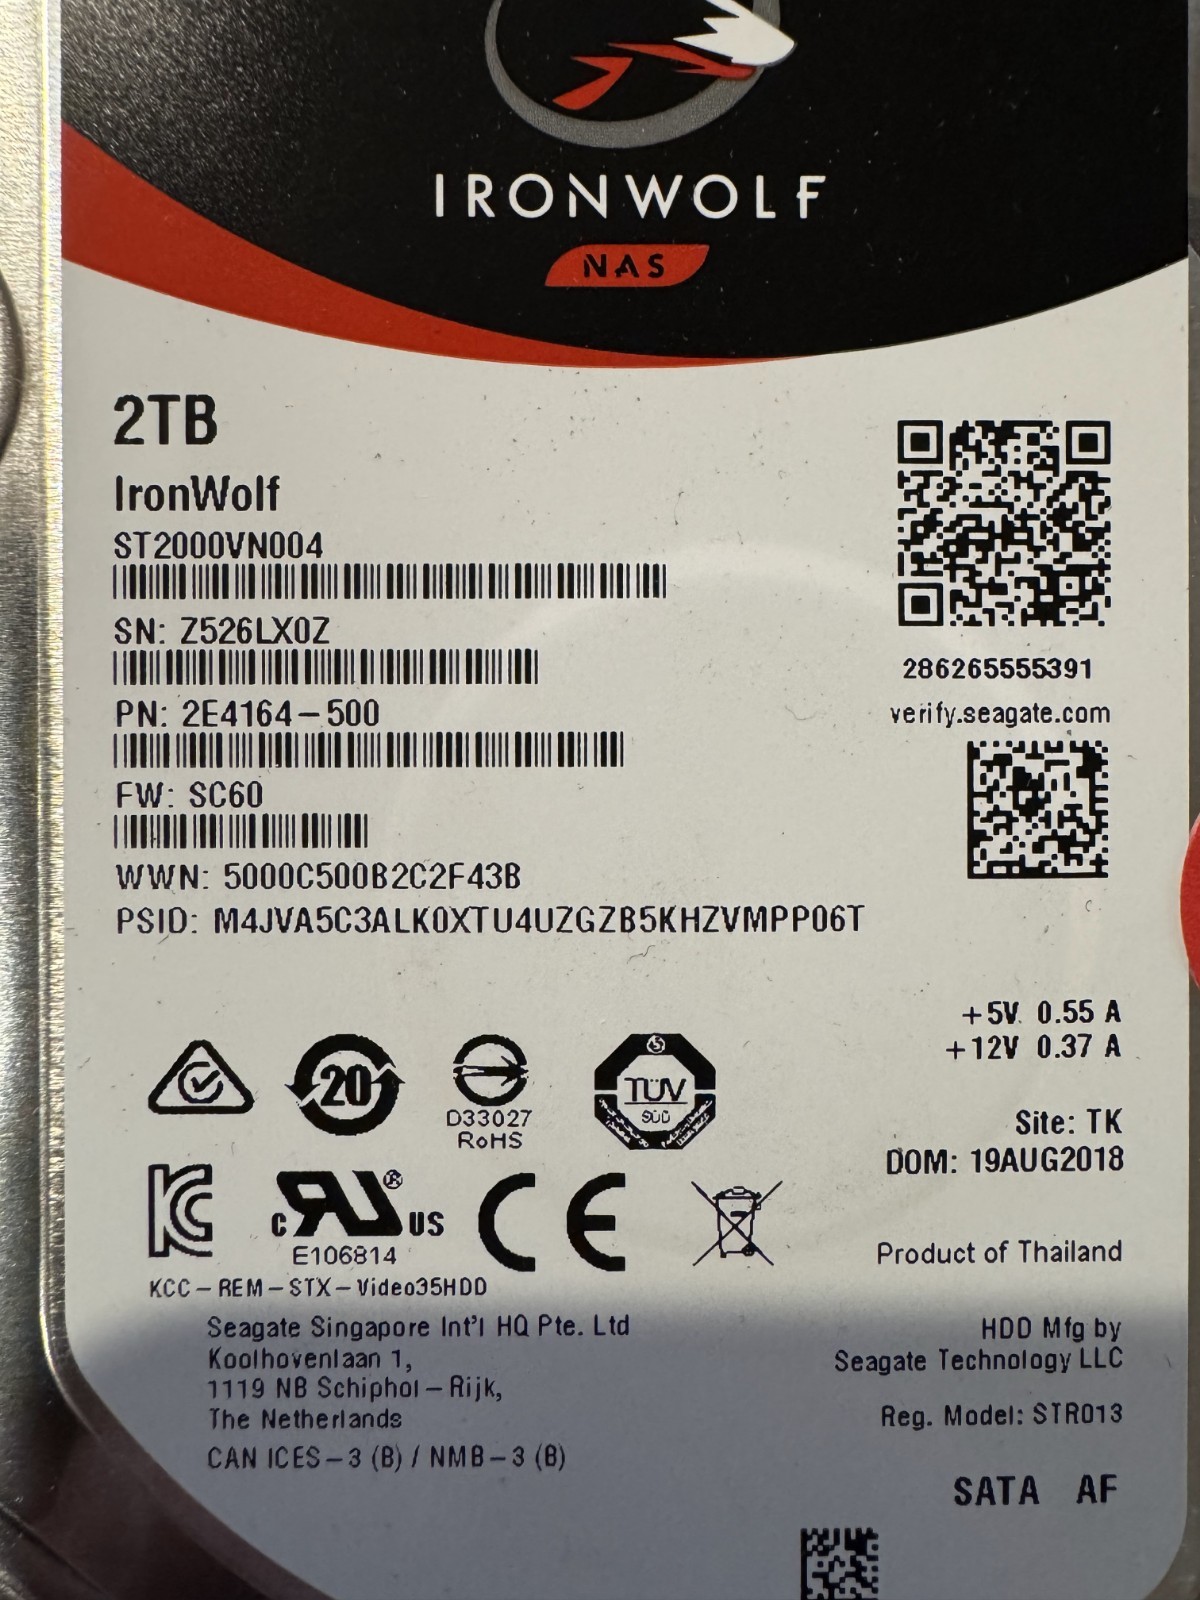 IRONWOLF
NAS
2TB
IronWolf
ST2000VN004
SN: Z526LX0Z
PN: 2E4164-500
FW: SC60
WWN: 5000C500B2C2F43B
PSID: M4JVA5C3ALK0XTU4UZGZB5KHZVMPP06T
286265555391
verify.seagate.com
+5V 0.55 A
+12V 0.37 A
Site: TK
DOM: 19AUG2018
Product of Thailand
20
D33027
RoHS
TÜV
SÜD
c RU ® US
E106814
CE
KCC-REM-STX-Video35HDD
Seagate Singapore Int'l HQ Pte. Ltd
Koolhovenlaan 1,
1119 NB Schiphol-Rijk,
The Netherlands
CAN ICES-3 (B) / NMB-3 (B)
HDD Mfg by
Seagate Technology LLC
Reg. Model: STR013
SATA AF